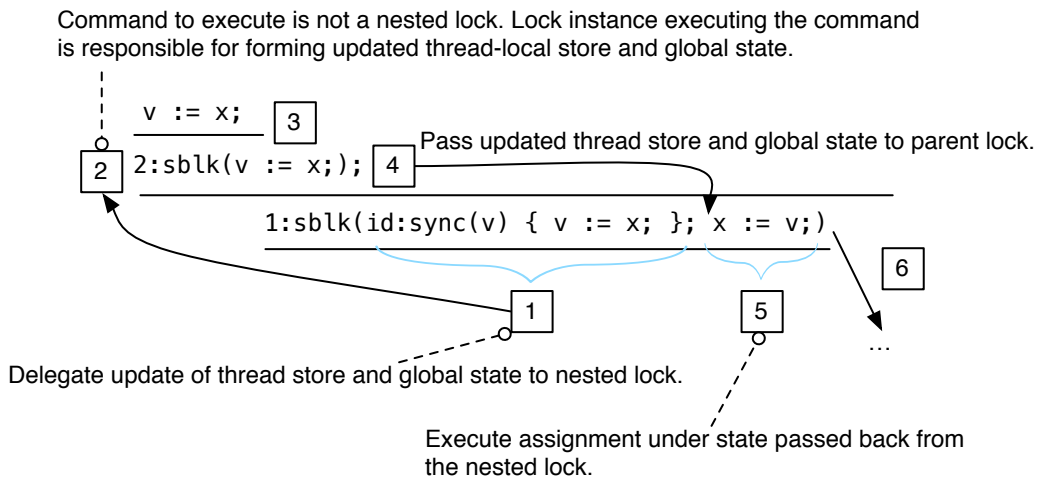 Command to execute is not a nested lock. Lock instance executing the command
is responsible for forming updated thread-local store and global state.
v := x;
3
Pass updated thread store and global state to parent lock.
2
2:sblk(v := x;);
4
1:sblk(id:sync(v) { v := x; }; x := v;)
6
1
5
...
Delegate update of thread store and global state to nested lock.
Execute assignment under state passed back from
the nested lock.